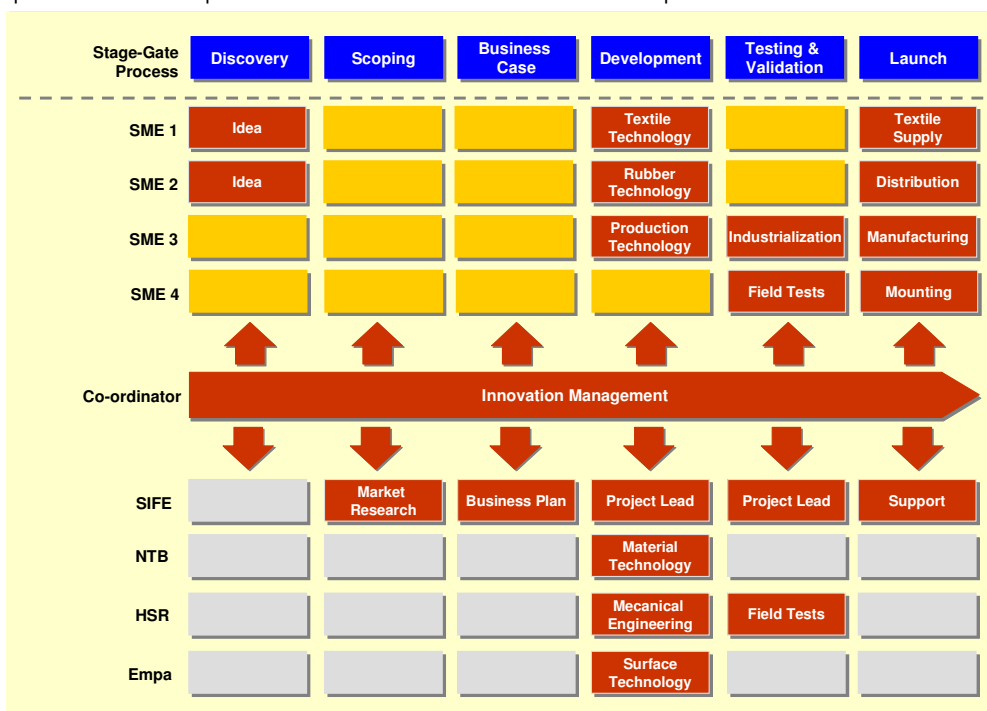 Stage-Gate
Process
Discovery
Scoping
Business
Case
Development
Testing &
Validation
Launch
SME 1
Idea
Textile
Technology
Textile
Supply
SME 2
Idea
Rubber
Technology
Distribution
SME 3
Production
Technology
Industrialization
Manufacturing
SME 4
Field Tests
Mounting
Co-ordinator
Innovation Management
SIFE
Market
Research
Business Plan
Project Lead
Project Lead
Support
NTB
Material
Technology
HSR
Mecanical
Engineering
Field Tests
Empa
Surface
Technology